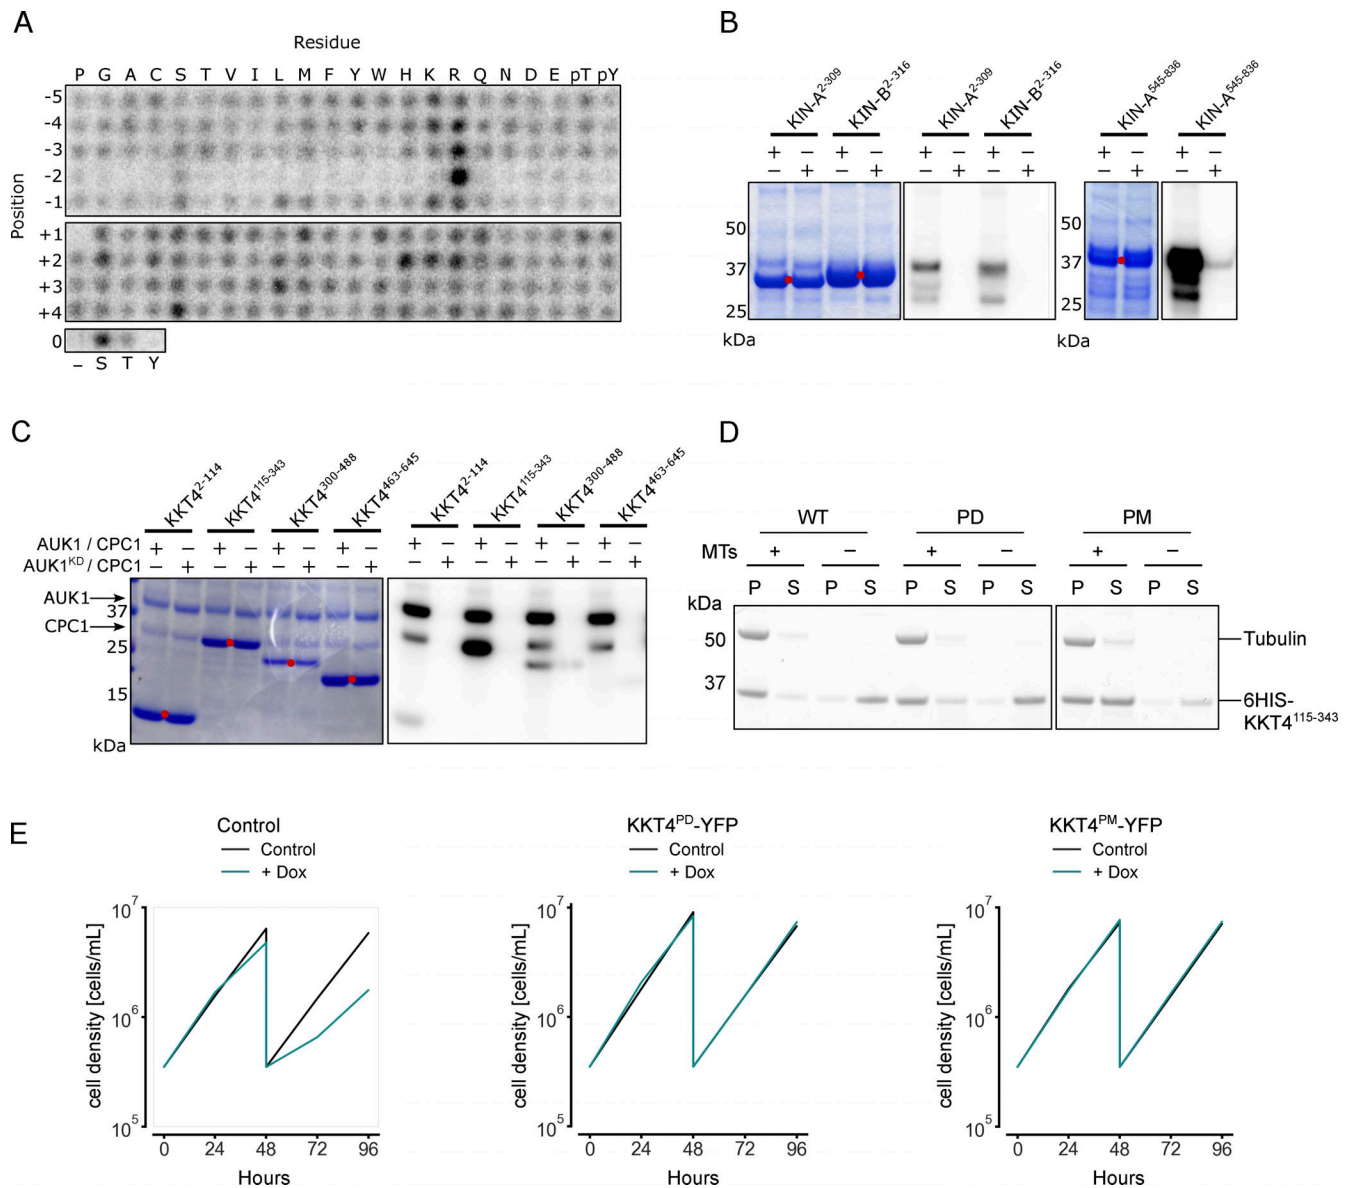 A
Residue
P G A C S T V I L M F Y W H K R Q N D E pT pY
Position
-5
-4
-3
-2
-1
+1
+2
+3
+4
0
– S T Y
B
KIN-A2-309
KIN-B2-316
KIN-A2-309
KIN-B2-316
KIN-A545-836
KIN-A545-836
+ – + – + – + – + – + –
– + – + – + – + – + – +
50
37
25
kDa
50
37
25
kDa
C
KKT42-114
KKT4115-343
KKT4300-488
KKT4463-645
KKT42-114
KKT4115-343
KKT4300-488
KKT4463-645
AUK1 / CPC1 + – + – + – + – + – + – + – + –
AUK1KD / CPC1 – + – + – + – + – + – + – + – +
AUK1
37
CPC1
25
15
kDa
D
WT PD PM
MTs + – + – + –
P S P S P S P S P S P S
kDa
50
37
Tubulin
6HIS-
KKT4115-343
E
Control
Control
+ Dox
cell density [cells/mL]
107
106
105
0 24 48 72 96
Hours
KKT4PD-YFP
Control
+ Dox
cell density [cells/mL]
107
106
105
0 24 48 72 96
Hours
KKT4PM-YFP
Control
+ Dox
cell density [cells/mL]
107
106
105
0 24 48 72 96
Hours